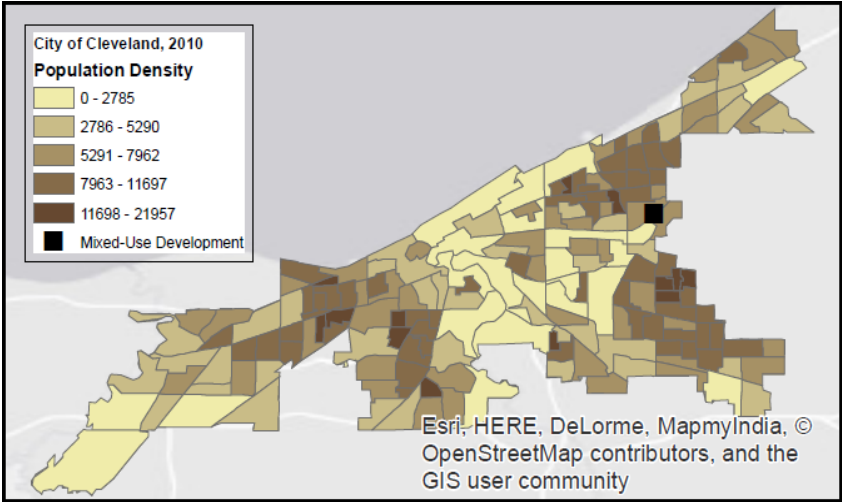 City of Cleveland, 2010
Population Density
0 - 2785
2786 - 5290
5291 - 7962
7963 - 11697
11698 - 21957
Mixed-Use Development
Esri, HERE, DeLorme, MapmyIndia, ©
OpenStreetMap contributors, and the
GIS user community